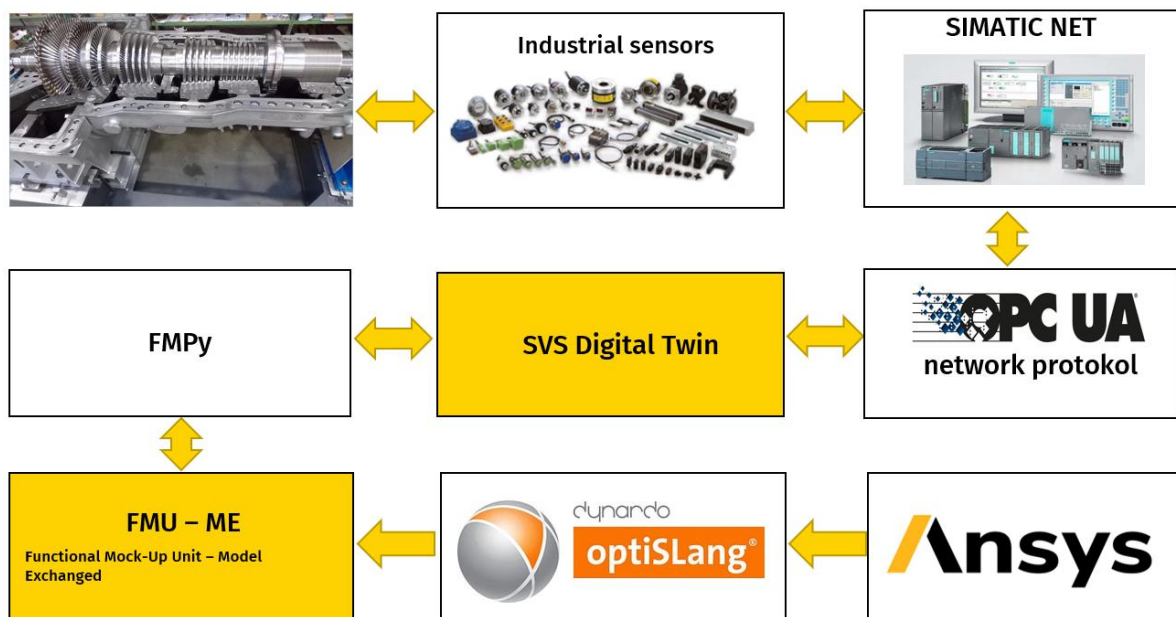 Industrial sensors
SIMATIC NET
FMPy
SVS Digital Twin
OPC UA
network protokol
FMU – ME
Functional Mock-Up Unit – Model
Exchanged
dynardo
optiSLang®
Ansys